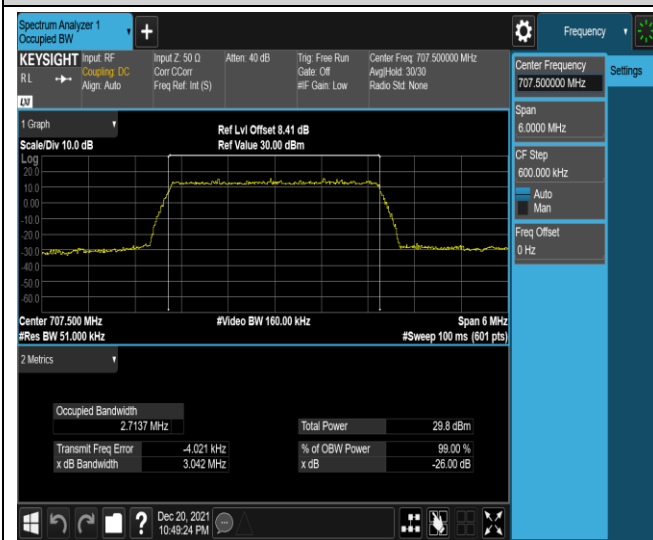 Spectrum Analyzer 1
Occupied BW
+
Frequency
KEYSIGHT
RL
LXI
Input: RF
Coupling: DC
Align: Auto
Input Z: 50 Ω
Corr CCorr
Freq Ref: Int (S)
Atten: 40 dB
Trig: Free Run
Gate: Off
#IF Gain: Low
Center Freq: 707.500000 MHz
Avg|Hold: 30/30
Radio Std: None
Center Frequency
707.500000 MHz
Settings
Span
6.0000 MHz
CF Step
600.000 kHz
Auto
Man
Freq Offset
0 Hz
1 Graph
Scale/Div 10.0 dB
Ref Lvl Offset 8.41 dB
Ref Value 30.00 dBm
Log
20.0
10.0
0.00
-10.0
-20.0
-30.0
-40.0
-50.0
-60.0
Center 707.500 MHz
#Video BW 160.00 kHz
Span 6 MHz
#Res BW 51.000 kHz
#Sweep 100 ms (601 pts)
2 Metrics
Occupied Bandwidth
2.7137 MHz
Total Power 29.8 dBm
Transmit Freq Error -4.021 kHz
% of OBW Power 99.00 %
x dB Bandwidth 3.042 MHz
x dB -26.00 dB
?
Dec 20, 2021
10:49:24 PM